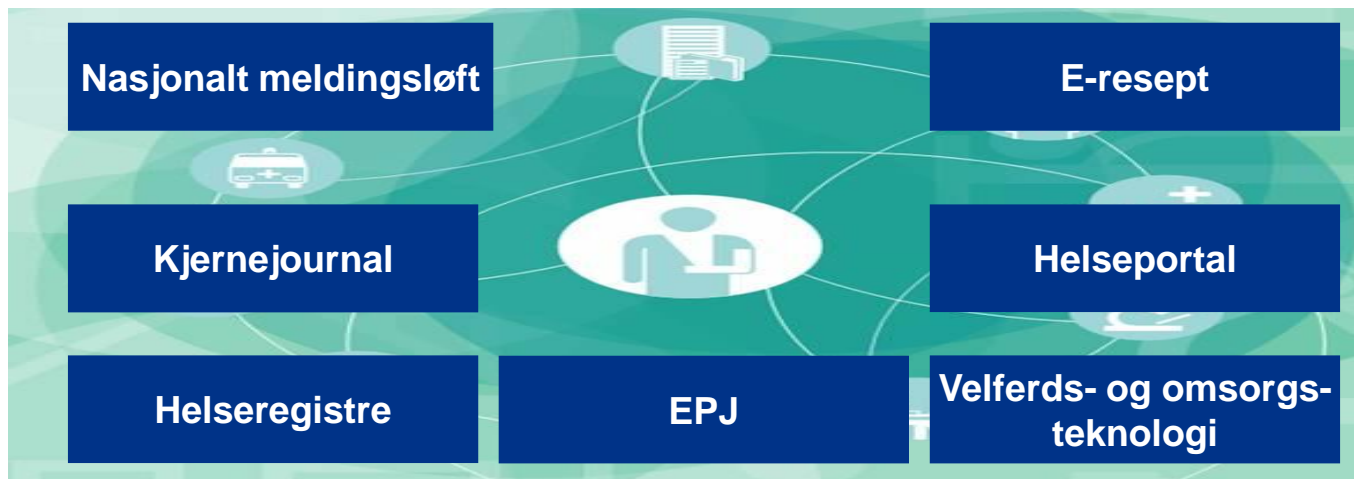 Nasjonalt meldingsløft
E-resept
Kjernejournal
Helseportal
Helseregistre
EPJ
Velferds- og omsorgs-
teknologi